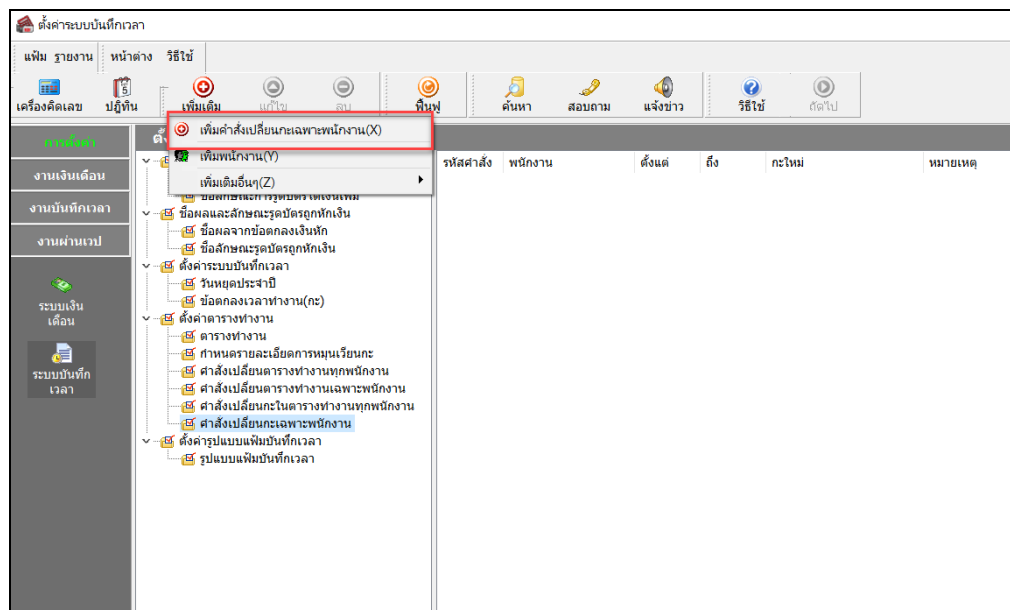 ตั้งค่าระบบบันทึกเวลา
แฟ้ม รายงาน หน้าต่าง วิธีใช้
เครื่องคิดเลข ปฏิทิน เพิ่มเติม แก้ไข ลบ ฟื้นฟู ค้นหา สอบถาม แจ้งข่าว วิธีใช้ ถัดไป
การตั้งค่า
งานเงินเดือน
งานบันทึกเวลา
งานผ่านเวป
ระบบเงิน
เดือน
ระบบบันทึก
เวลา
เพิ่มคำสั่งเปลี่ยนกะเฉพาะพนักงาน(X)
เพิ่มพนักงาน(Y)
เพิ่มเติมอื่นๆ(Z)
ชื่อลักษณะการรูดบัตรได้เงินเพิ่ม
ชื่อผลและลักษณะรูดบัตรถูกหักเงิน
ชื่อผลจากข้อตกลงเงินหัก
ชื่อลักษณะรูดบัตรถูกหักเงิน
ตั้งค่าระบบบันทึกเวลา
วันหยุดประจำปี
ข้อตกลงเวลาทำงาน(กะ)
ตั้งค่าตารางทำงาน
ตารางทำงาน
กำหนดรายละเอียดการหมุนเวียนกะ
คำสั่งเปลี่ยนตารางทำงานทุกพนักงาน
คำสั่งเปลี่ยนตารางทำงานเฉพาะพนักงาน
คำสั่งเปลี่ยนกะในตารางทำงานทุกพนักงาน
คำสั่งเปลี่ยนกะเฉพาะพนักงาน
ตั้งค่ารูปแบบแฟ้มบันทึกเวลา
รูปแบบแฟ้มบันทึกเวลา
รหัสคำสั่ง พนักงาน ตั้งแต่ ถึง กะใหม่ หมายเหตุ